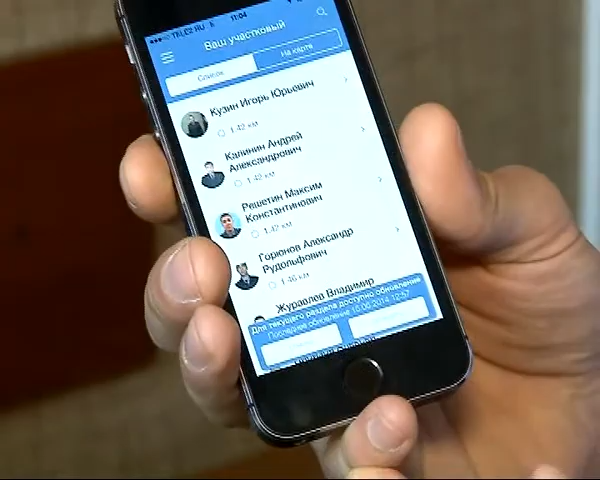 TELE2 RU
11:04
Ваш участковый
Список
На карте
Кузин Игорь Юрьевич
1.42 км
Калинин Андрей
Александрович
1.42 км
Решетин Максим
Константинович
1.42 км
Горюнов Александр
Рудольфович
1.46 км
Журавлев Владимир
Для текущего раздела доступно обновление
Последнее обновление 15.06.2014 12:57